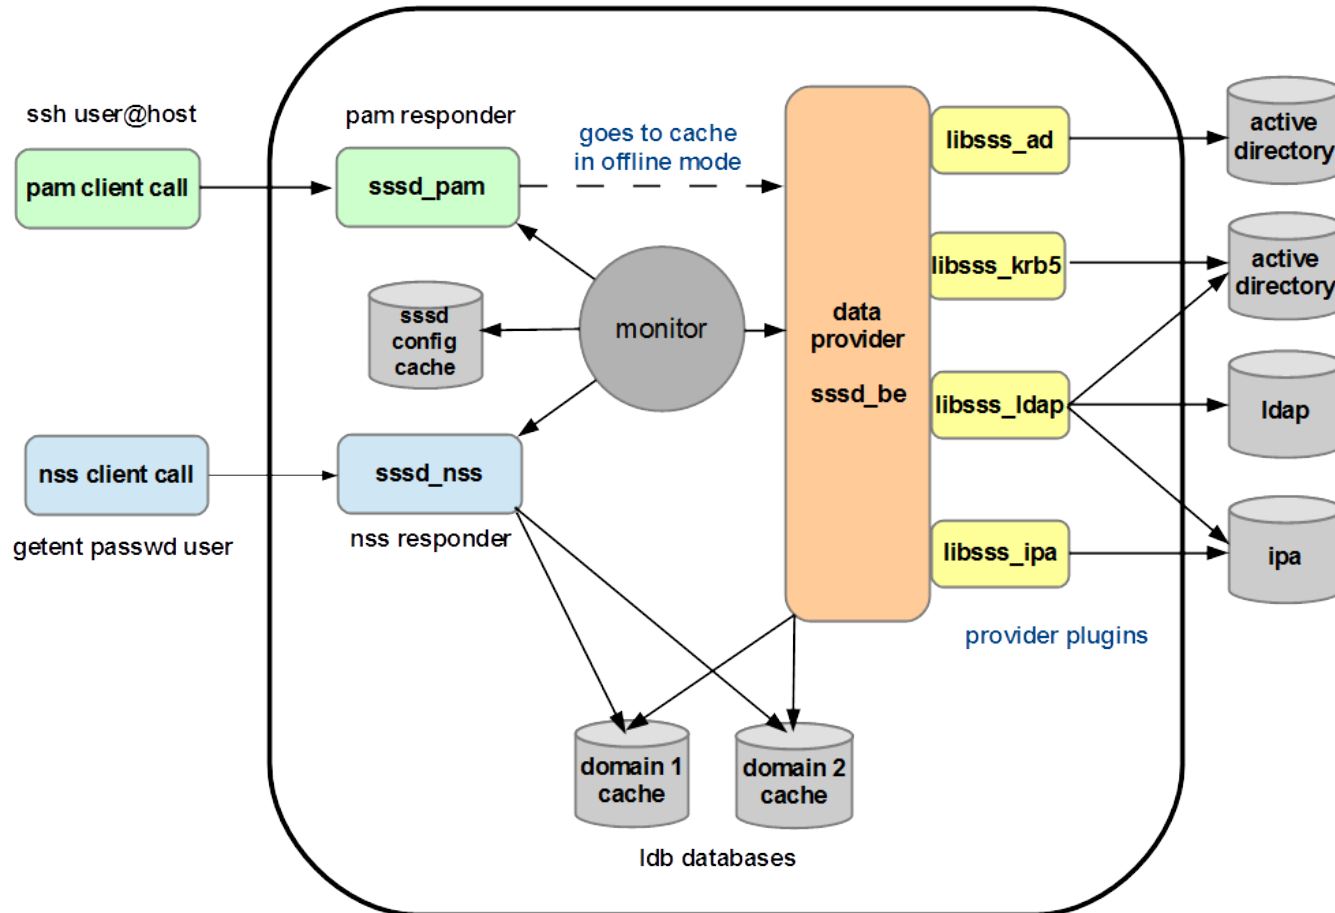 ssh user@host
pam client call
pam responder
sssd_pam
goes to cache
in offline mode
sssd
config
cache
monitor
nss client call
getent passwd user
sssd_nss
nss responder
data
provider
sssd_be
libsss_ad
libsss_krb5
libsss_ldap
libsss_ipa
provider plugins
active
directory
active
directory
ldap
ipa
domain 1
cache
domain 2
cache
ldb databases